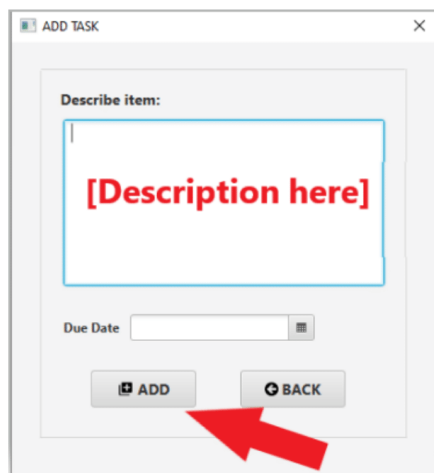 ADD TASK
Describe item:
[Description here]
Due Date
ADD
BACK